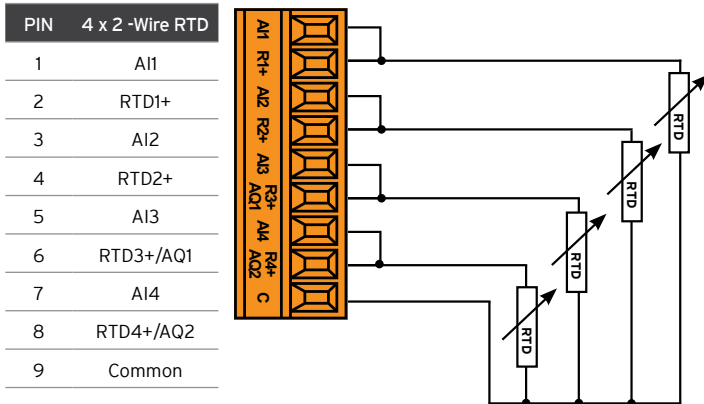 PIN 4 x 2 -Wire RTD
1 AI1
2 RTD1+
3 AI2
4 RTD2+
5 AI3
6 RTD3+/AQ1
7 AI4
8 RTD4+/AQ2
9 Common
AI1
R1+
AI2
R2+
AI3
R3+
AQ1
AI4
R4+
AQ2
C
RTD
RTD
RTD
RTD